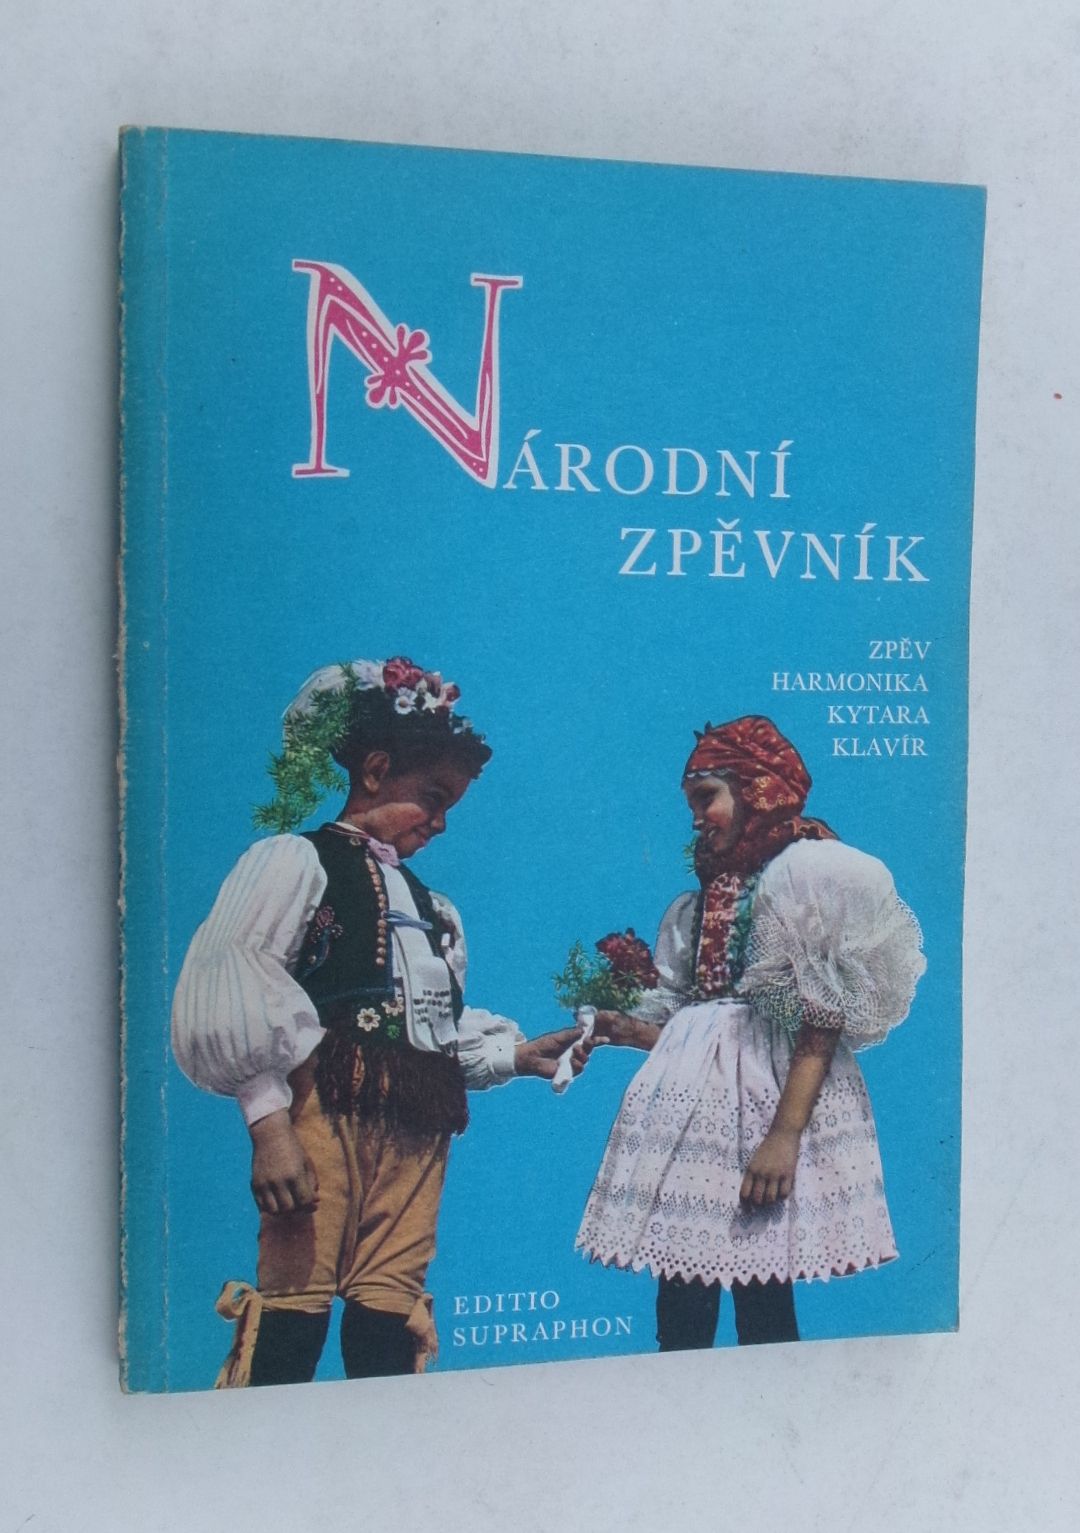 NÁRODNÍ
ZPĚVNÍK
ZPĚV
HARMONIKA
KYTARA
KLAVÍR
EDITIO
SUPRAPHON